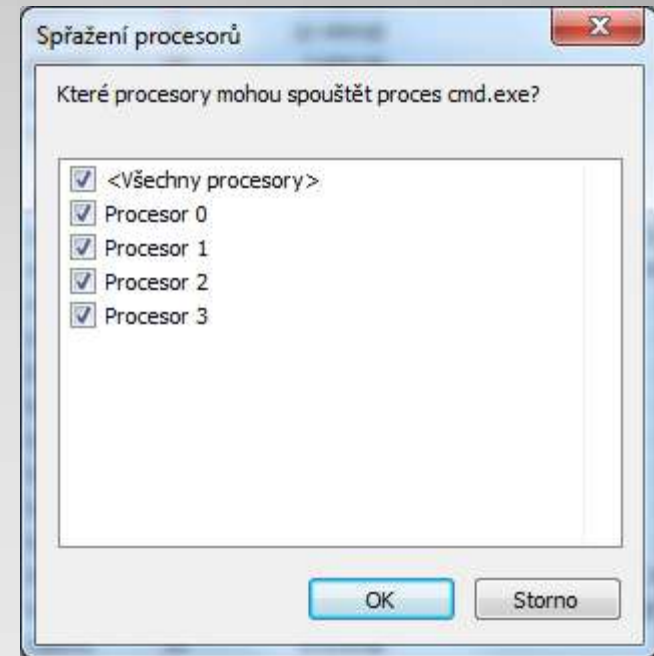 Spřažení procesorů
Které procesory mohou spouštět proces cmd.exe?
<Všechny procesory>
Procesor 0
Procesor 1
Procesor 2
Procesor 3
OK
Storno